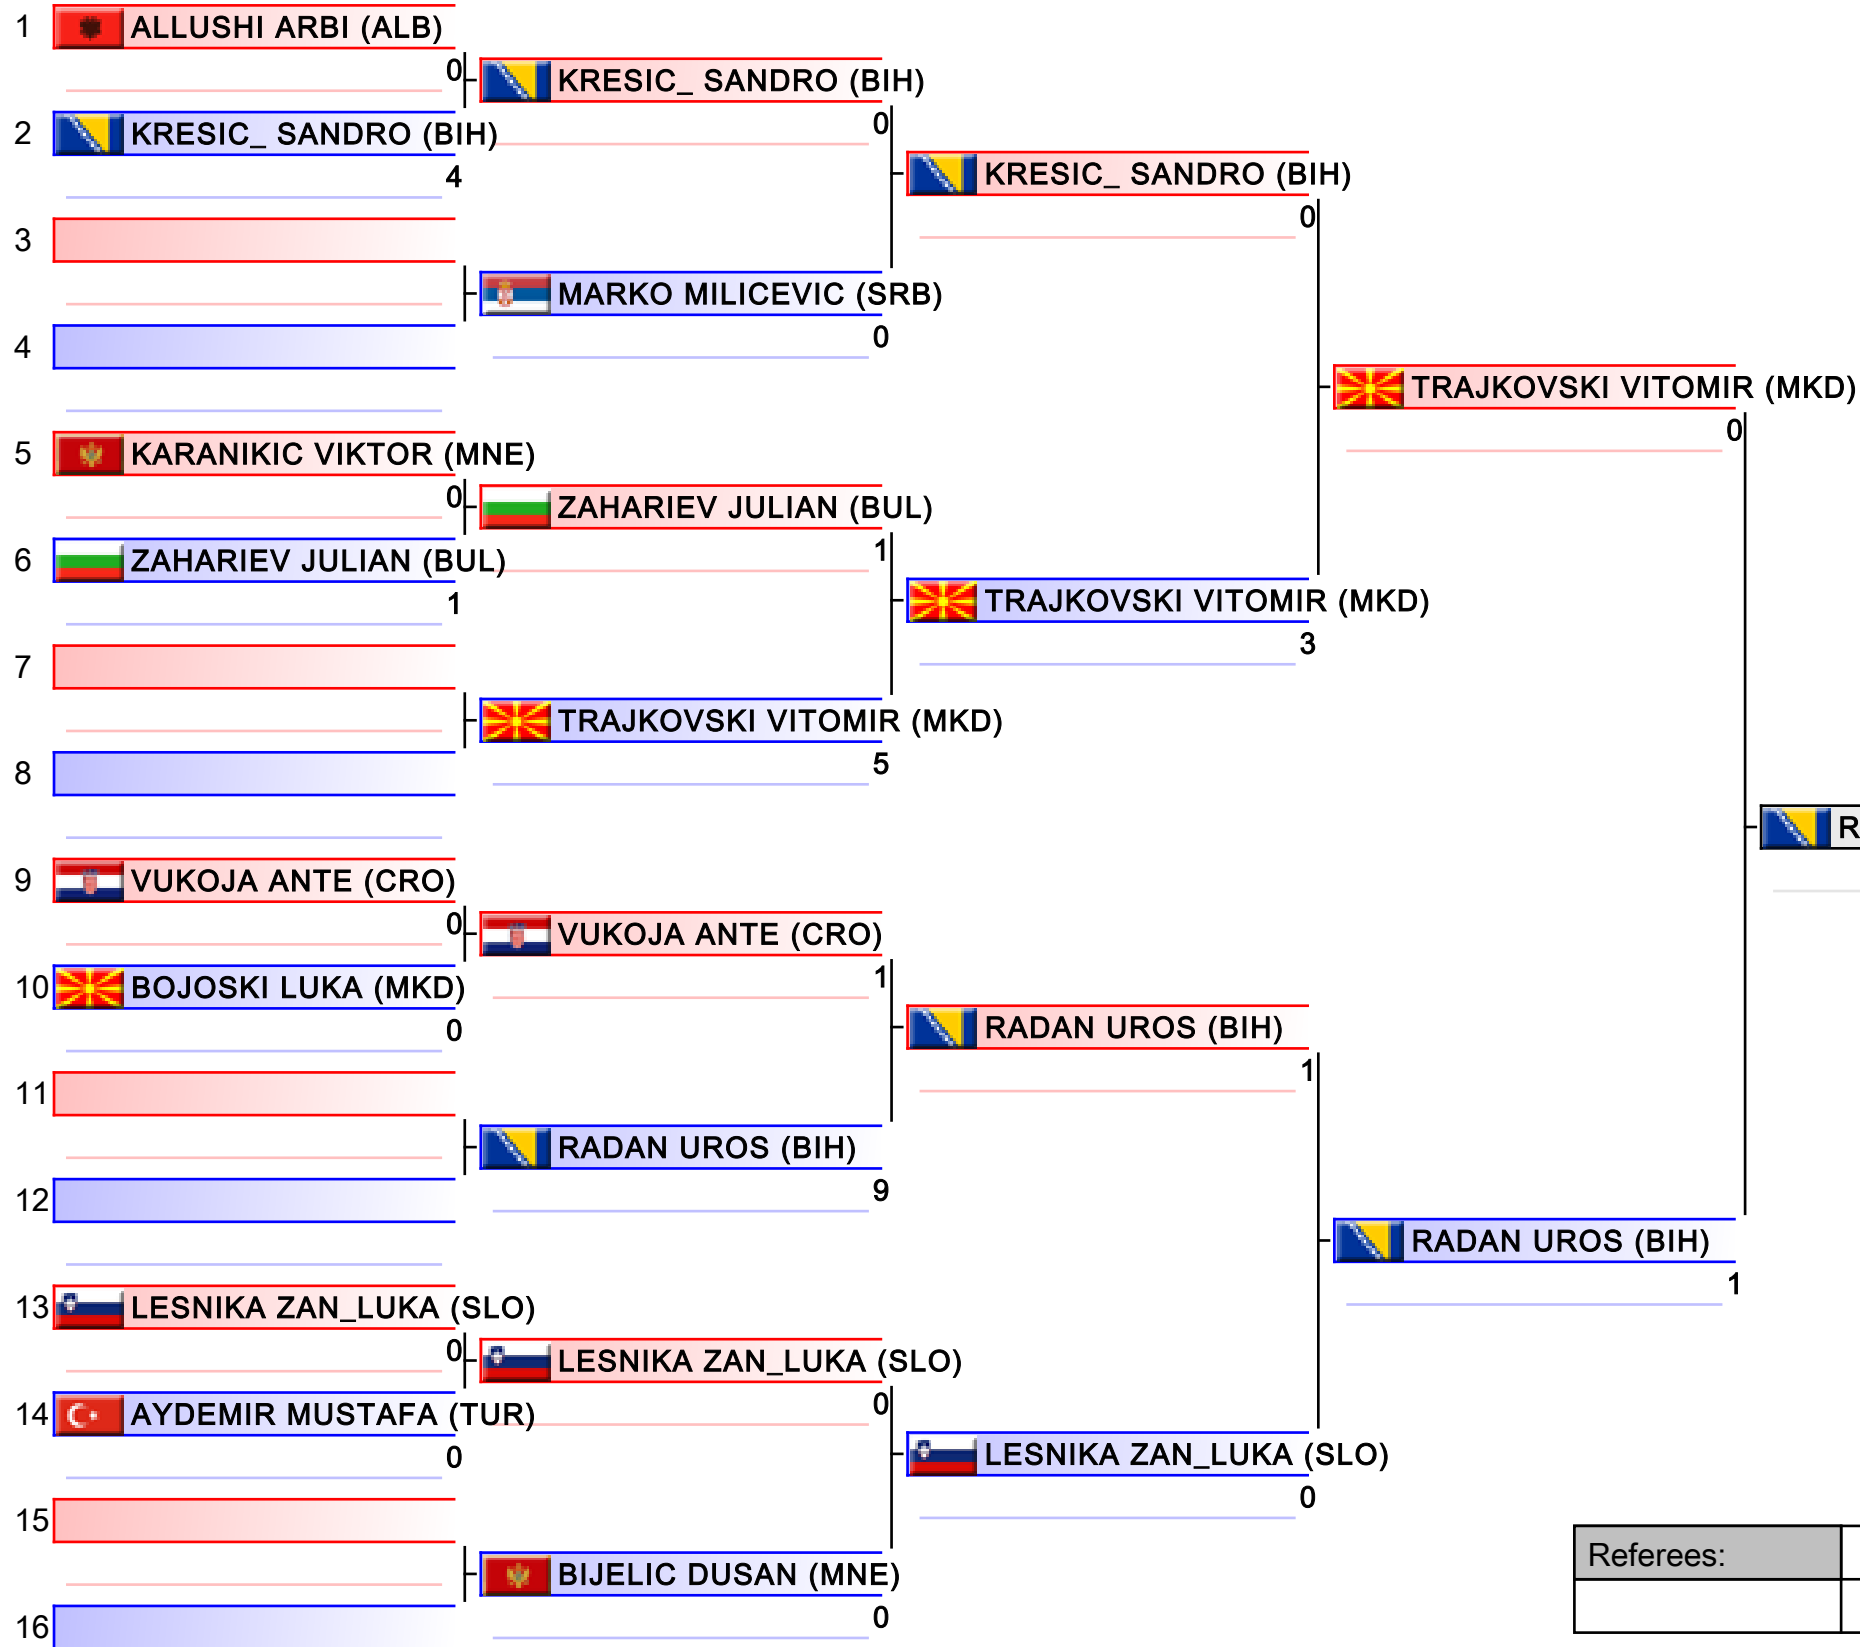 1 ALLUSHI ARBI (ALB)
0 KRESIC_ SANDRO (BIH)
2 KRESIC_ SANDRO (BIH) 0
4 KRESIC_ SANDRO (BIH)
0
3
MARKO MILICEVIC (SRB)
4 0
TRAJKOVSKI VITOMIR (MKD)
0
5 KARANIKIC VIKTOR (MNE)
0 ZAHARIEV JULIAN (BUL)
6 ZAHARIEV JULIAN (BUL) 1
1 TRAJKOVSKI VITOMIR (MKD)
3
7
TRAJKOVSKI VITOMIR (MKD)
8 5
R
9 VUKOJA ANTE (CRO)
0 VUKOJA ANTE (CRO)
10 BOJOSKI LUKA (MKD) 1
0 RADAN UROS (BIH)
1
11
RADAN UROS (BIH)
12 9
RADAN UROS (BIH)
1
13 LESNIKA ZAN_LUKA (SLO)
0 LESNIKA ZAN_LUKA (SLO)
14 AYDEMIR MUSTAFA (TUR) 0
0 LESNIKA ZAN_LUKA (SLO)
0
15
Referees:
BIJELIC DUSAN (MNE)
16 0